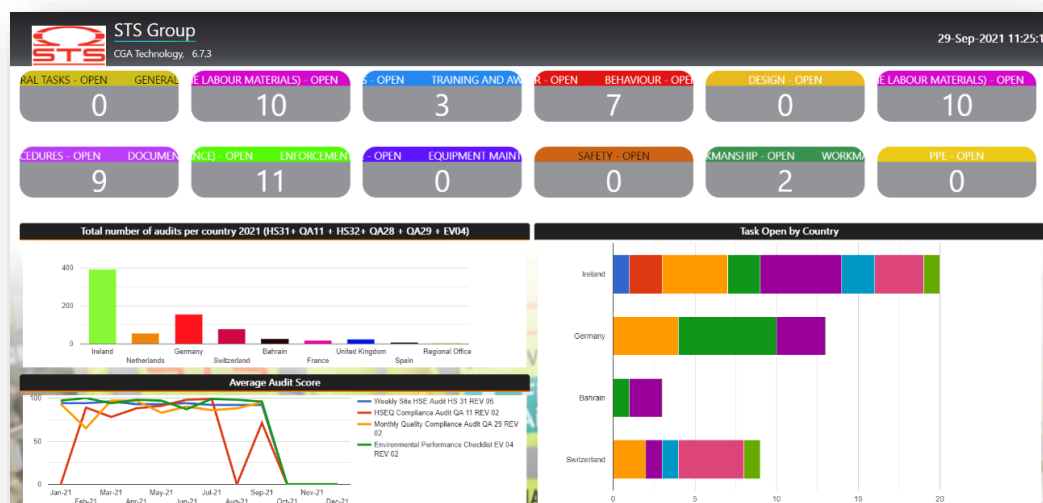 STS
STS Group
CGA Technology, 6.7.3
29-Sep-2021 11:25:1
RAL TASKS - OPEN GENERAL
E LABOUR MATERIALS) - OPEN
S - OPEN TRAINING AND AW
R - OPEN BEHAVIOUR - OPEN
DESIGN - OPEN
E LABOUR MATERIALS) - OPEN
0
10
3
7
0
10
CEDURES - OPEN DOCUMEN
NCE) - OPEN ENFORCEMENT
- OPEN EQUIPMENT MAINT
SAFETY - OPEN
KMANSHIP - OPEN WORKMA
PPE - OPEN
9
11
0
0
2
0
Total number of audits per country 2021 (HS31+ QA11 + HS32+ QA28 + QA29 + EV04)
400
200
0
Ireland
Netherlands
Germany
Switzerland
Bahrain
France
United Kingdom
Spain
Regional Office
Average Audit Score
100
50
0
Jan-21
Feb-21
Mar-21
Apr-21
May-21
Jun-21
Jul-21
Aug-21
Sep-21
Oct-21
Nov-21
Dec-21
Weekly Site HSE Audit HS 31 REV 06
HSEQ Compliance Audit QA 11 REV 02
Monthly Quality Compliance Audit QA 29 REV
02
Environmental Performance Checklist EV 04
REV 02
Task Open by Country
Ireland
Germany
Bahrain
Switzerland
0
5
10
15
20